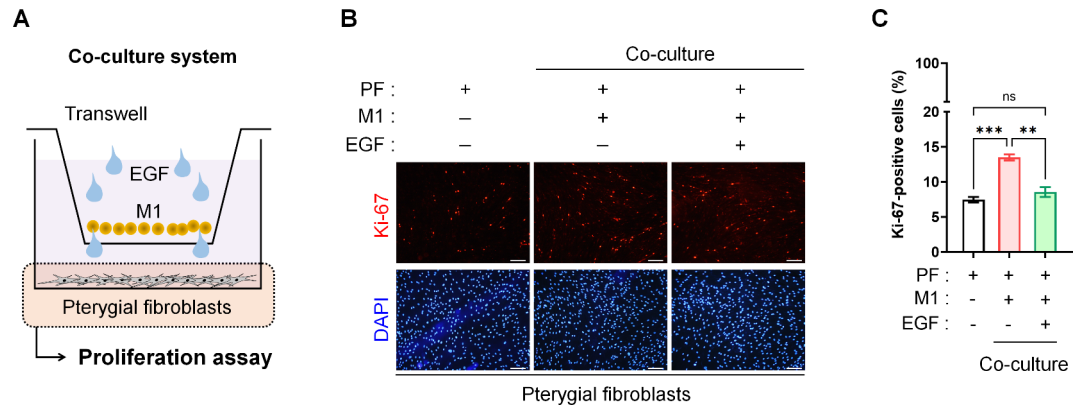 A
Co-culture system
Transwell
EGF
M1
Pterygial fibroblasts
Proliferation assay
B
Co-culture
PF : + + +
M1 : – + +
EGF : – – +
Ki-67
DAPI
Pterygial fibroblasts
C
Ki-67-positive cells (%)
100
20
15
10
5
0
ns
*** **
PF : + + +
M1 : - + +
EGF : - - +
Co-culture